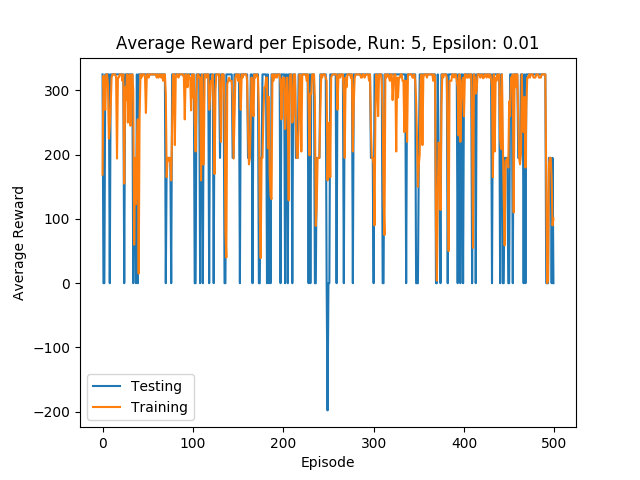 Average Reward per Episode, Run: 5, Epsilon: 0.01
Average Reward
300
200
100
0
−100
−200
Testing
Training
0
100
200
300
400
500
Episode